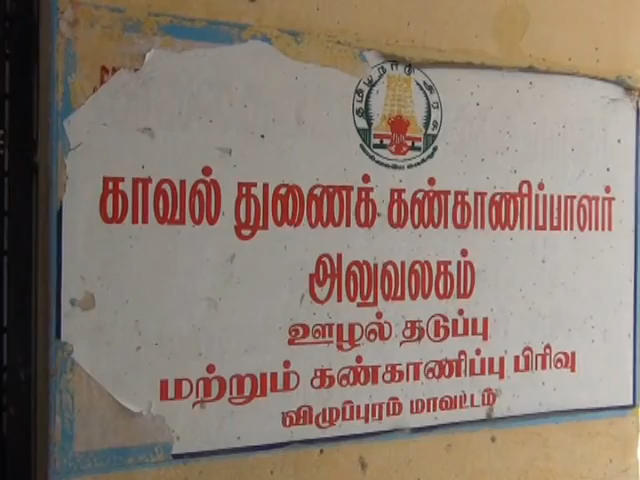 காவல் துணைக் கண்காணிப்பாளர்
அலுவலகம்
ஊழல் தடுப்பு
மற்றும் கண்காணிப்பு பிரிவு
விழுப்புரம் மாவட்டம்